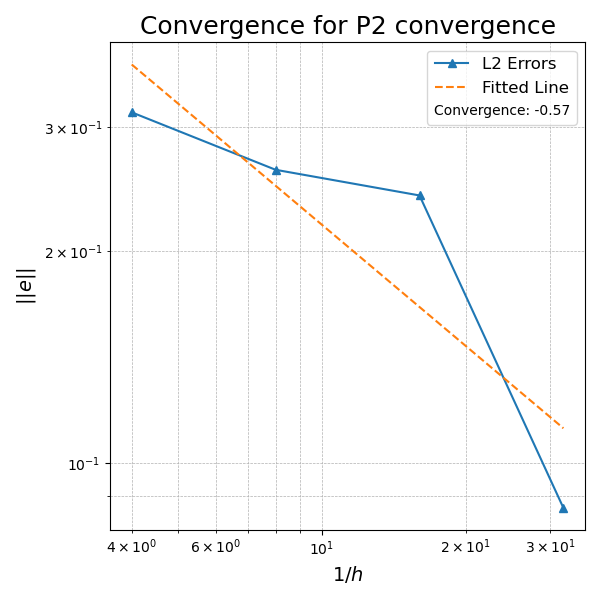 Convergence for P2 convergence
L2 Errors
Fitted Line
Convergence: -0.57
||e||
3 × 10⁻¹
2 × 10⁻¹
10⁻¹
4 × 10⁰ 6 × 10⁰ 10¹ 2 × 10¹ 3 × 10¹
1/h